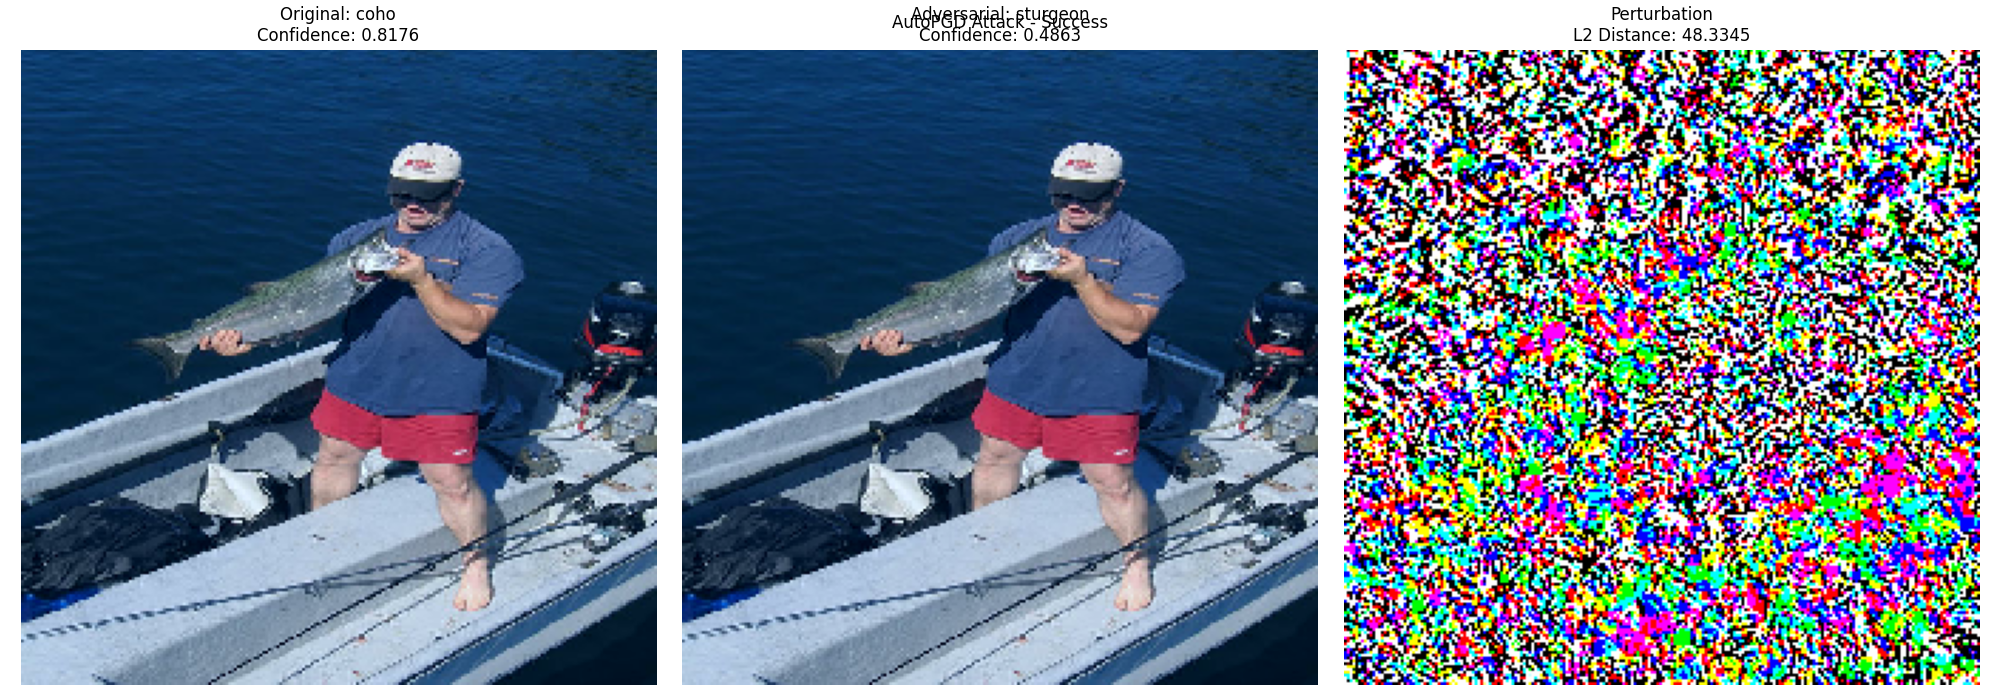 Original: coho
Confidence: 0.8176
Adversarial: sturgeon
AutoPGD Attack - Success
Confidence: 0.4863
Perturbation
L2 Distance: 48.3345